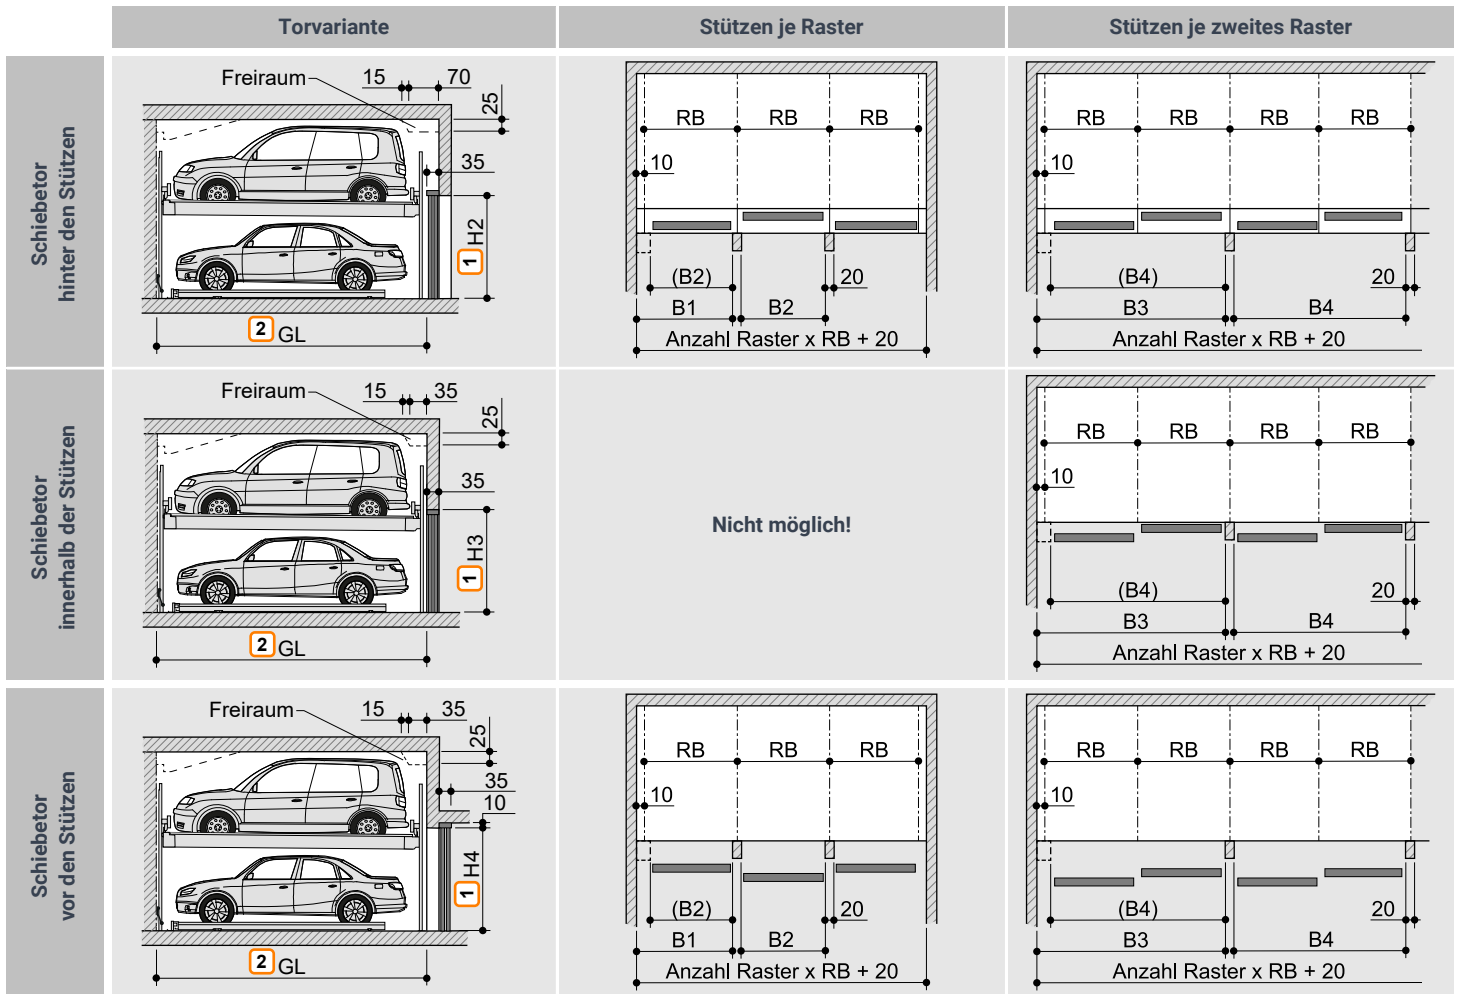 Torvariante
Stützen je Raster
Stützen je zweites Raster
Schiebetor
hinter den Stützen
Freiraum
15
70
25
35
1 H2
2 GL
RB
RB
RB
10
(B2)
20
B1
B2
Anzahl Raster x RB + 20
RB
RB
RB
RB
10
(B4)
20
B3
B4
Anzahl Raster x RB + 20
Schiebetor
innerhalb der Stützen
Freiraum
15
35
25
35
1 H3
2 GL
Nicht möglich!
RB
RB
RB
RB
10
(B4)
20
B3
B4
Anzahl Raster x RB + 20
Schiebetor
vor den Stützen
Freiraum
15
35
25
35
10
1 H4
2 GL
RB
RB
RB
10
(B2)
20
B1
B2
Anzahl Raster x RB + 20
RB
RB
RB
RB
10
(B4)
20
B3
B4
Anzahl Raster x RB + 20